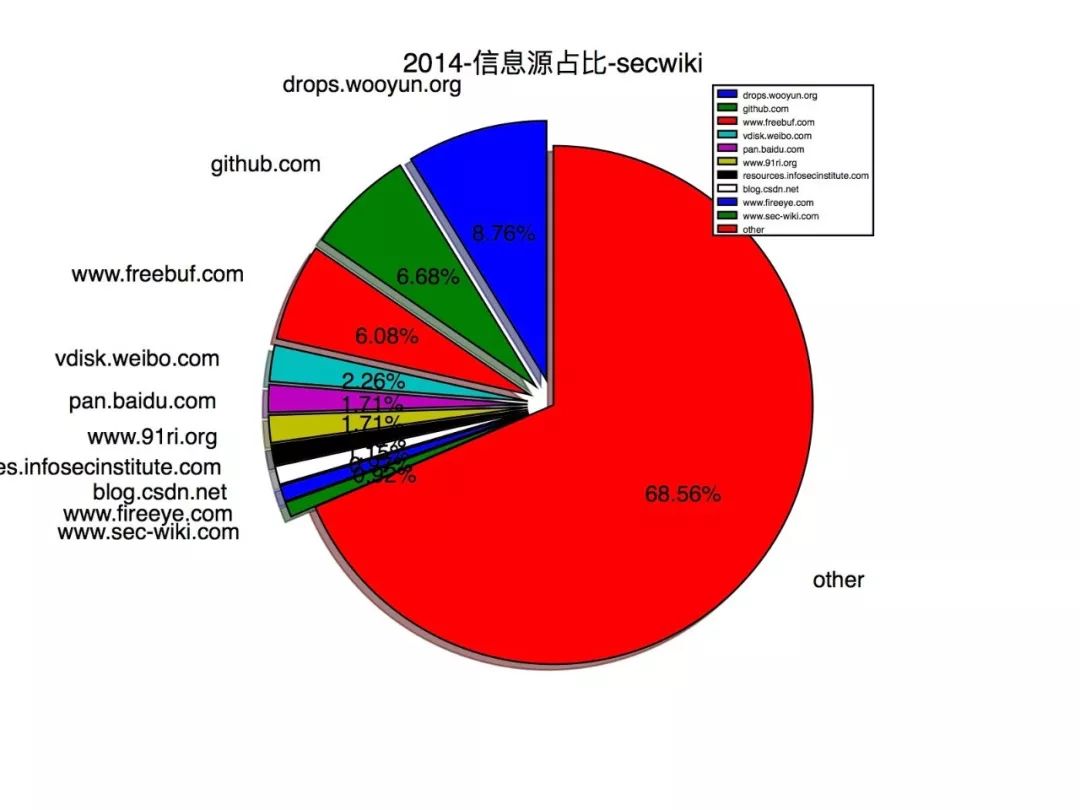 2014-信息源占比-secwiki
drops.wooyun.org
github.com
www.freebuf.com
vdisk.weibo.com
pan.baidu.com
www.91ri.org
es.infosecinstitute.com
blog.csdn.net
www.fireeye.com
www.sec-wiki.com
other
8.76%
6.68%
6.08%
2.26%
1.71%
1.71%
1.15%
0.92%
68.56%
drops.wooyun.org
github.com
www.freebuf.com
vdisk.weibo.com
pan.baidu.com
www.91ri.org
resources.infosecinstitute.com
blog.csdn.net
www.fireeye.com
www.sec-wiki.com
other